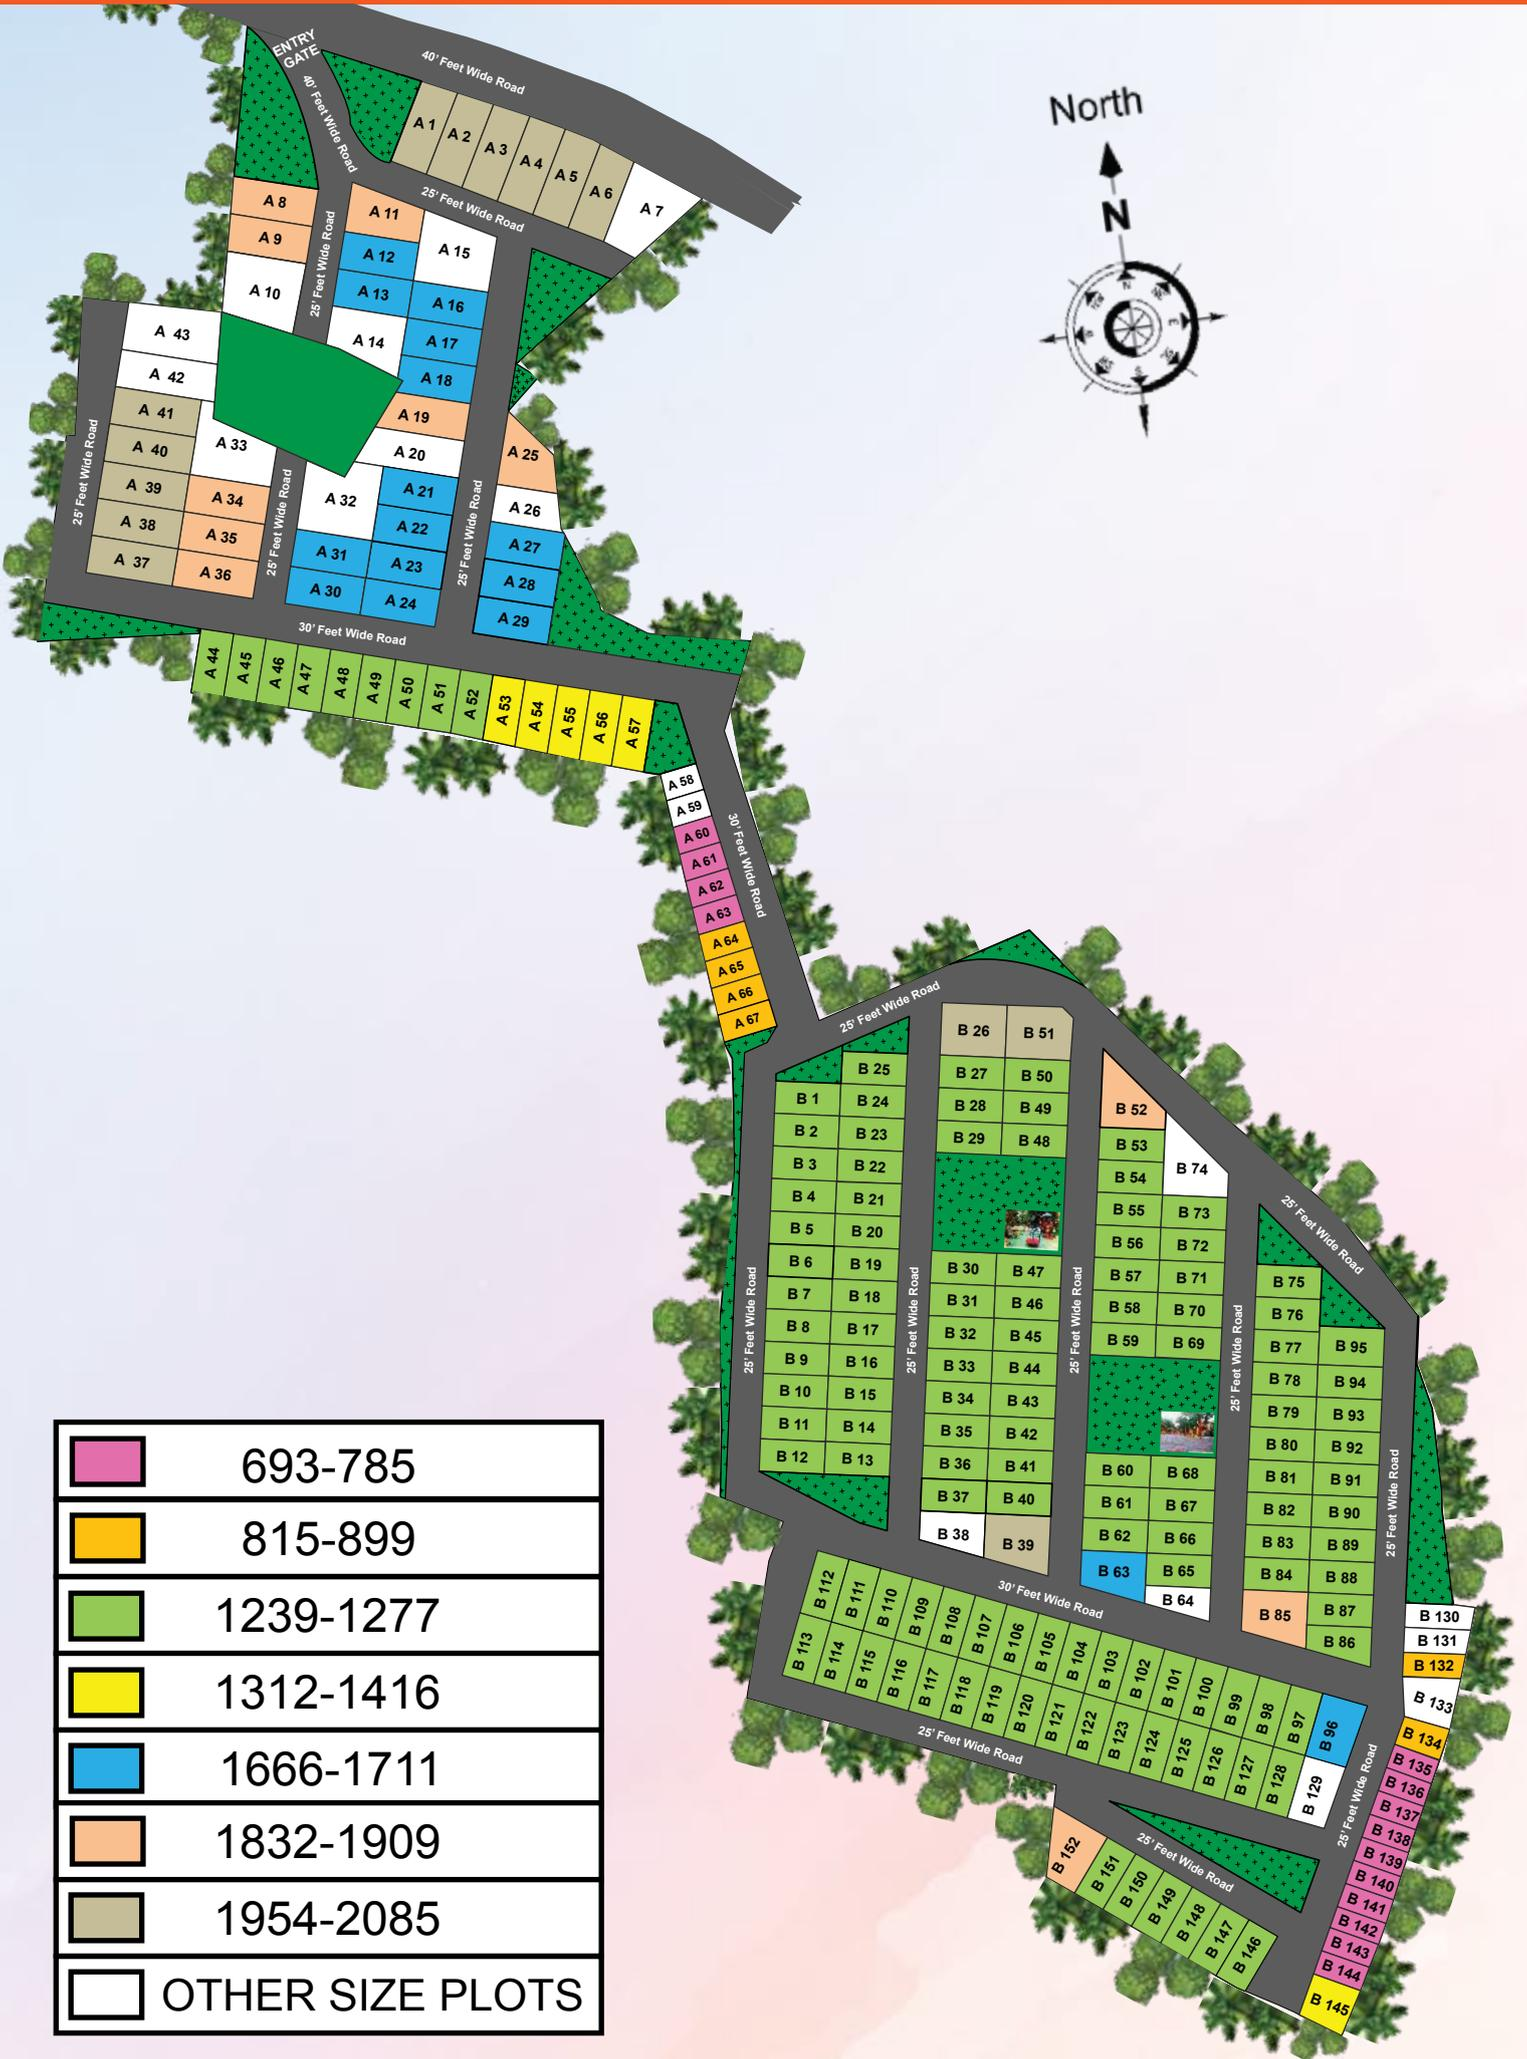 ENTRY
GATE
40' Feet Wide Road
40' Feet Wide Road
North
N
A 1
A 2
A 3
A 4
A 5
A 6
A 7
25' Feet Wide Road
A 8
A 9
A 10
25' Feet Wide Road
A 11
A 12
A 13
A 14
A 15
A 16
A 17
A 18
A 19
A 20
A 21
A 22
A 23
A 24
A 25
A 26
A 27
A 28
A 29
A 30
A 31
A 32
A 33
A 34
A 35
A 36
A 43
A 42
A 41
A 40
A 39
A 38
A 37
25' Feet Wide Road
25' Feet Wide Road
25' Feet Wide Road
30' Feet Wide Road
A 44
A 45
A 46
A 47
A 48
A 49
A 50
A 51
A 52
A 53
A 54
A 55
A 56
A 57
A 58
A 59
A 60
A 61
A 62
A 63
A 64
A 65
A 66
A 67
30' Feet Wide Road
25' Feet Wide Road
B 1
B 2
B 3
B 4
B 5
B 6
B 7
B 8
B 9
B 10
B 11
B 12
B 25
B 24
B 23
B 22
B 21
B 20
B 19
B 18
B 17
B 16
B 15
B 14
B 13
25' Feet Wide Road
25' Feet Wide Road
B 26
B 27
B 28
B 29
B 30
B 31
B 32
B 33
B 34
B 35
B 36
B 37
B 38
B 51
B 50
B 49
B 48
B 47
B 46
B 45
B 44
B 43
B 42
B 41
B 40
B 39
25' Feet Wide Road
B 52
B 53
B 54
B 55
B 56
B 57
B 58
B 59
B 60
B 61
B 62
B 63
B 74
B 73
B 72
B 71
B 70
B 69
B 68
B 67
B 66
B 65
B 64
25' Feet Wide Road
25' Feet Wide Road
B 75
B 76
B 77
B 78
B 79
B 80
B 81
B 82
B 83
B 84
B 85
B 95
B 94
B 93
B 92
B 91
B 90
B 89
B 88
B 87
B 86
25' Feet Wide Road
30' Feet Wide Road
B 112
B 111
B 110
B 109
B 108
B 107
B 106
B 105
B 104
B 103
B 102
B 101
B 100
B 99
B 98
B 97
B 96
B 113
B 114
B 115
B 116
B 117
B 118
B 119
B 120
B 121
B 122
B 123
B 124
B 125
B 126
B 127
B 128
B 129
25' Feet Wide Road
25' Feet Wide Road
25' Feet Wide Road
B 130
B 131
B 132
B 133
B 134
B 135
B 136
B 137
B 138
B 139
B 140
B 141
B 142
B 143
B 144
B 145
B 152
B 151
B 150
B 149
B 148
B 147
B 146
693-785
815-899
1239-1277
1312-1416
1666-1711
1832-1909
1954-2085
OTHER SIZE PLOTS